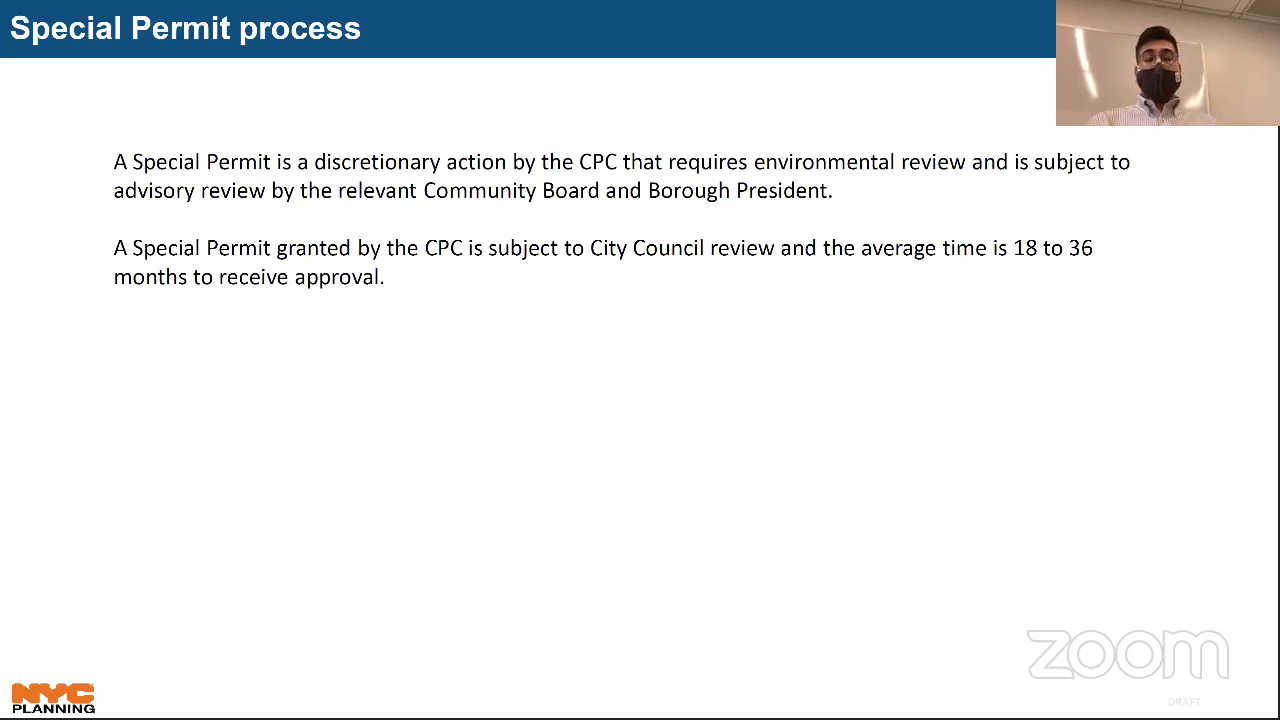 Special Permit process
A Special Permit is a discretionary action by the CPC that requires environmental review and is subject to
advisory review by the relevant Community Board and Borough President.
A Special Permit granted by the CPC is subject to City Council review and the average time is 18 to 36
months to receive approval.
zoom
DRAFT
NYC
PLANNING